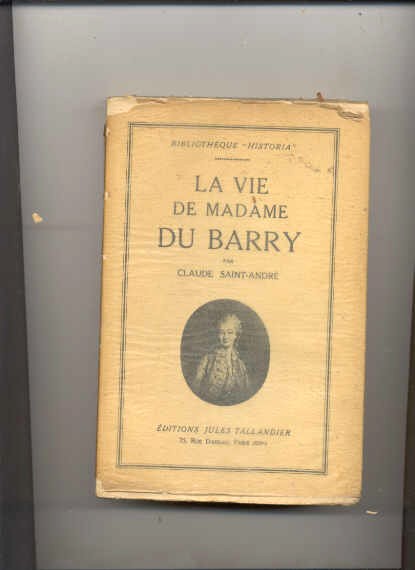 BIBLIOTHÈQUE "HISTORIA"
LA VIE
DE MADAME
DU BARRY
PAR
CLAUDE SAINT-ANDRÉ
ÉDITIONS JULES TALLANDIER
75, Rue Dareau, Paris